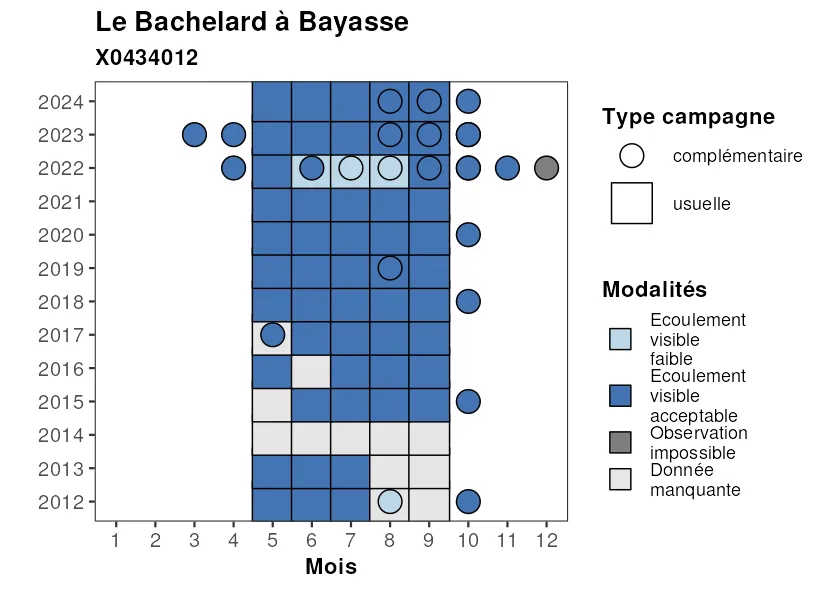 Le Bachelard à Bayasse
X0434012
2024
2023
2022
2021
2020
2019
2018
2017
2016
2015
2014
2013
2012
1 2 3 4 5 6 7 8 9 10 11 12
Mois
Type campagne
complémentaire
usuelle
Modalités
Ecoulement
visible
faible
Ecoulement
visible
acceptable
Observation
impossible
Donnée
manquante